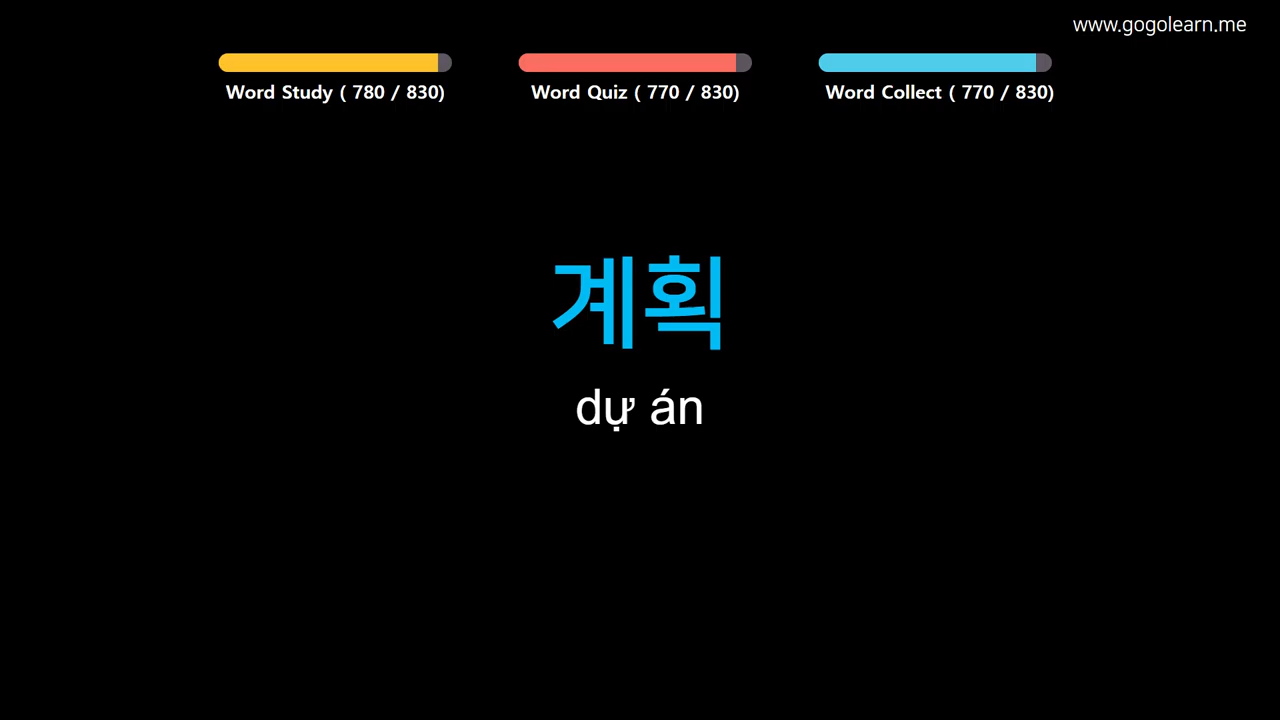 www.gogolearn.me
Word Study ( 780 / 830)
Word Quiz ( 770 / 830)
Word Collect ( 770 / 830)
계획
dự án